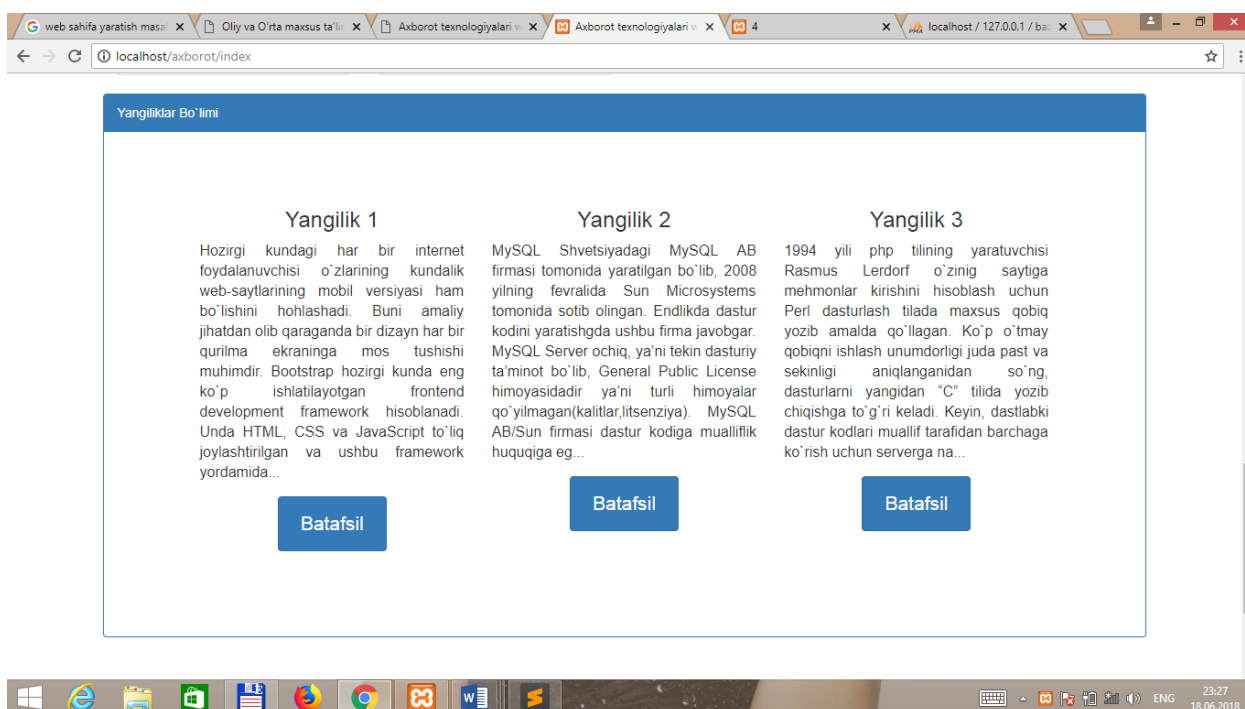 web sahifa yaratish masa
Oliy va O'rta maxsus ta'lim
Axborot texnologiyalari v
Axborot texnologiyalari v
4
localhost / 127.0.0.1 / ba
localhost/axborot/index
Yangiliklar Bo`limi
Yangilik 1
Hozirgi kundagi har bir internet
foydalanuvchisi o`zlarining kundalik
web-saytlarining mobil versiyasi ham
bo`lishini hohlashadi. Buni amaliy
jihatdan olib qaraganda bir dizayn har bir
qurilma ekraninga mos tushishi
muhimdir. Bootstrap hozirgi kunda eng
ko`p ishlatilayotgan frontend
development framework hisoblanadi.
Unda HTML, CSS va JavaScript to`liq
joylashtirilgan va ushbu framework
yordamida...
Batafsil
Yangilik 2
MySQL Shvetsiyadagi MySQL AB
firmasi tomonida yaratilgan bo`lib, 2008
yilning fevralida Sun Microsystems
tomonida sotib olingan. Endlikda dastur
kodini yaratishgda ushbu firma javobgar.
MySQL Server ochiq, ya'ni tekin dasturiy
ta'minot bo`lib, General Public License
himoyasidadir ya'ni turli himoyalar
qo`yilmagan(kalitlar,litsenziya). MySQL
AB/Sun firmasi dastur kodiga mualliflik
huquqiga eg...
Batafsil
Yangilik 3
1994 yili php tilining yaratuvchisi
Rasmus Lerdorf o`zinig saytiga
mehmonlar kirishini hisoblash uchun
Perl dasturlash tilada maxsus qobiq
yozib amalda qo`llagan. Ko`p o`tmay
qobiqni ishlash unumdorligi juda past va
sekinligi aniqlanganidan so`ng,
dasturlarni yangidan “C” tilida yozib
chiqishga to`g`ri keladi. Keyin, dastlabki
dastur kodlari muallif tarafidan barchaga
ko`rish uchun serverga na...
Batafsil
ENG
23:27
18.06.2018